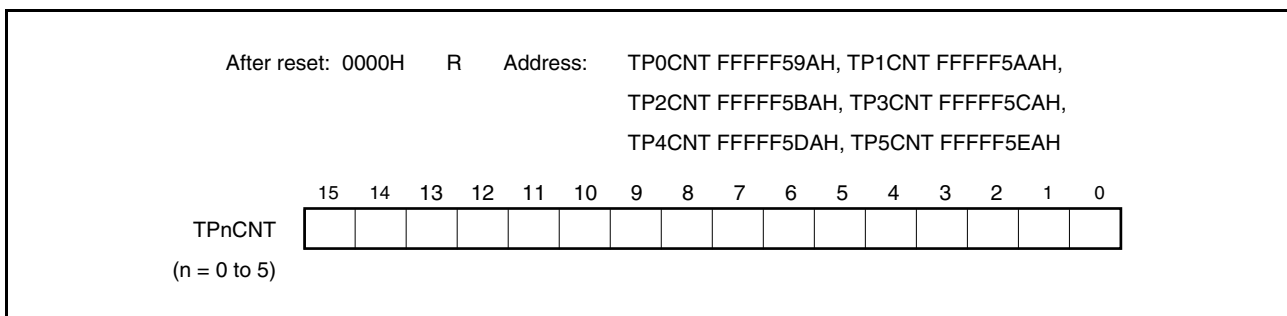 After reset: 0000H R Address: TP0CNT FFFFF59AH, TP1CNT FFFFF5AAH,
TP2CNT FFFFF5BAH, TP3CNT FFFFF5CAH,
TP4CNT FFFFF5DAH, TP5CNT FFFFF5EAH
15 14 13 12 11 10 9 8 7 6 5 4 3 2 1 0
TPnCNT
(n = 0 to 5)